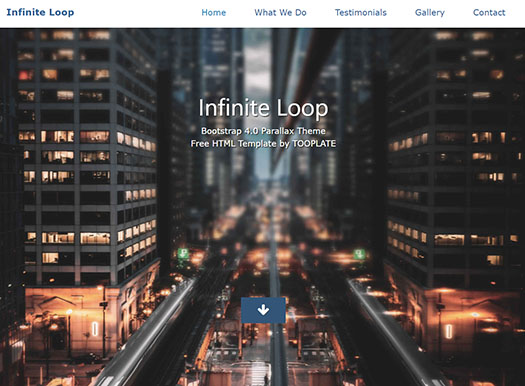 Infinite Loop
Home What We Do Testimonials Gallery Contact
Infinite Loop
Bootstrap 4.0 Parallax Theme
Free HTML Template by TOOPLATE